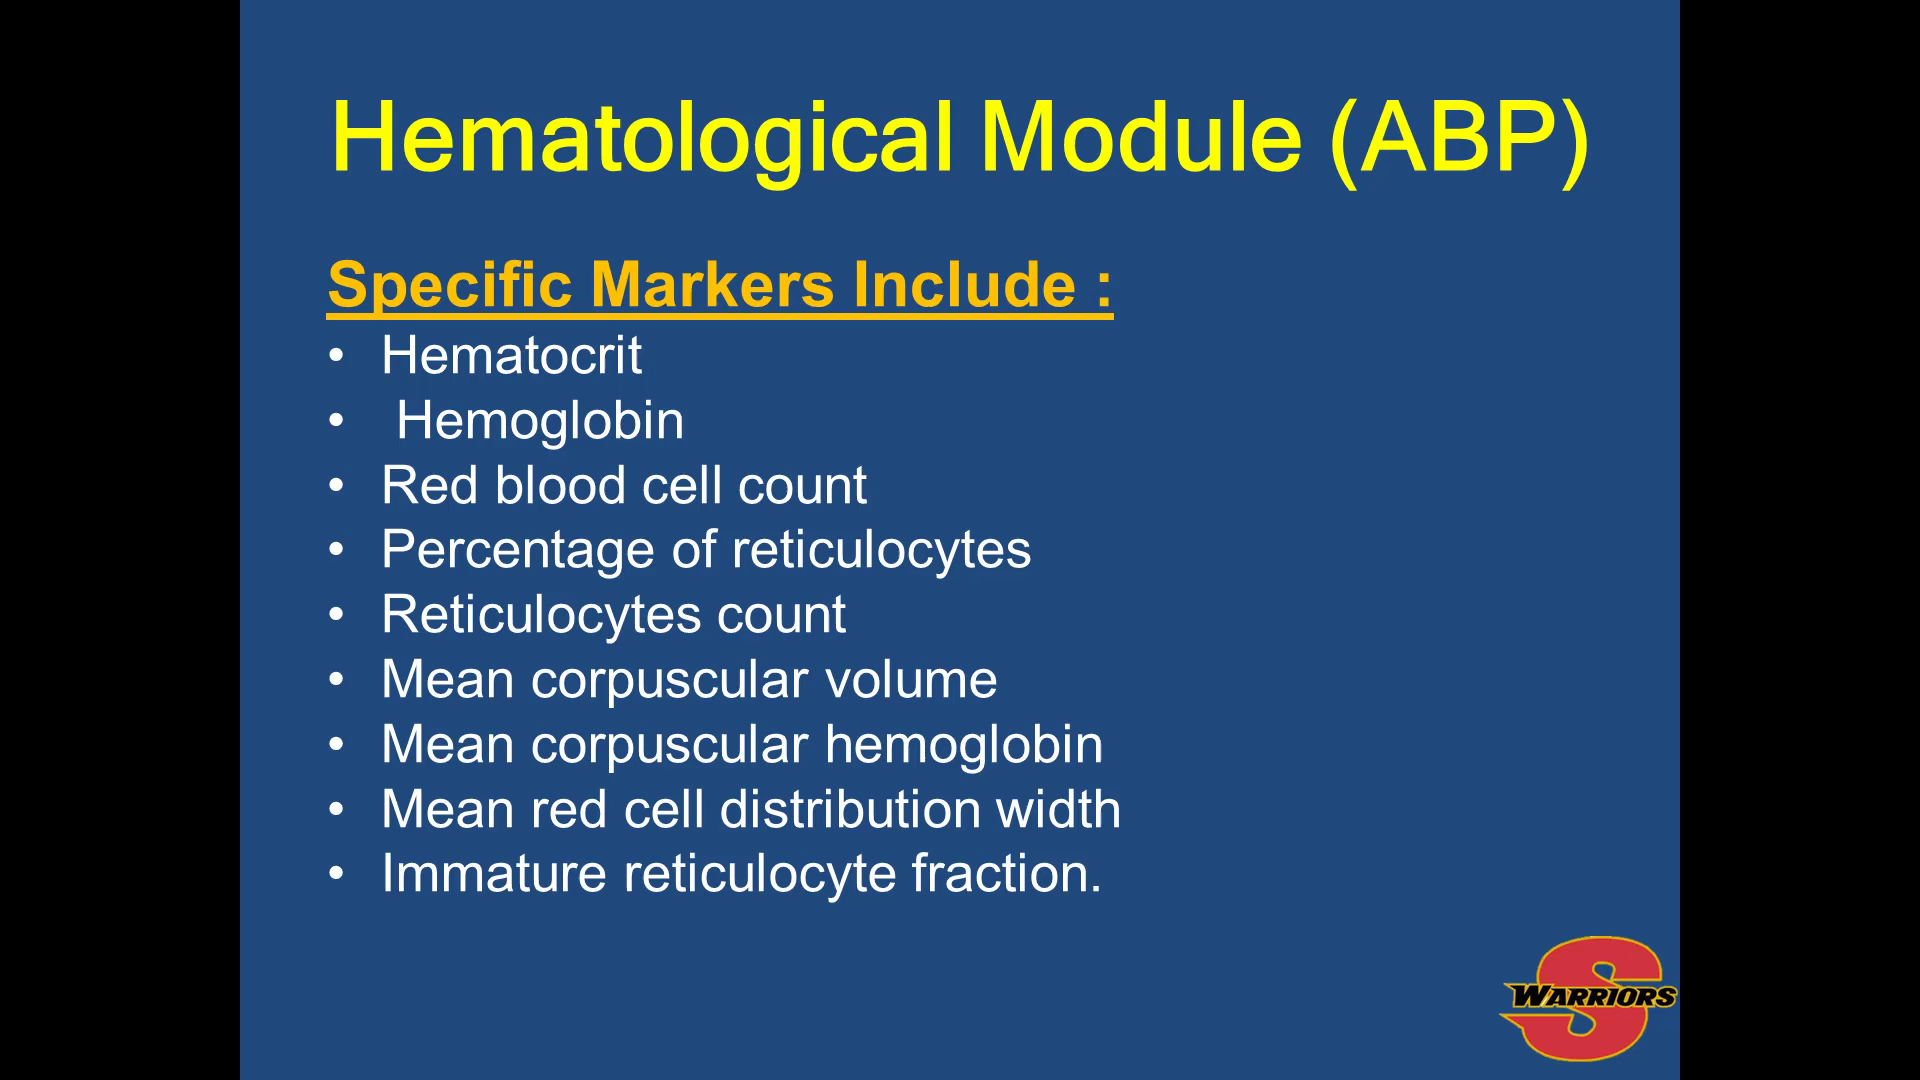 Hematological Module (ABP)
Specific Markers Include :
• Hematocrit
• Hemoglobin
• Red blood cell count
• Percentage of reticulocytes
• Reticulocytes count
• Mean corpuscular volume
• Mean corpuscular hemoglobin
• Mean red cell distribution width
• Immature reticulocyte fraction.
S
WARRIORS